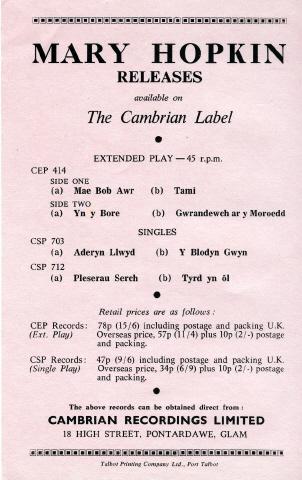 MARY HOPKIN
RELEASES
available on
The Cambrian Label
EXTENDED PLAY — 45 r.p.m.
CEP 414
SIDE ONE
(a) Mae Bob Awr (b) Tami
SIDE TWO
(a) Yn y Bore (b) Gwrandewch ar y Moroedd
SINGLES
CSP 703
(a) Aderyn Llwyd (b) Y Blodyn Gwyn
CSP 712
(a) Pleserau Serch (b) Tyrd yn ôl
Retail prices are as follows :
CEP Records: 78p (15/6) including postage and packing U.K.
(Ext. Play) Overseas price, 57p (11/4) plus 10p (2/-) postage
and packing.
CSP Records: 47p (9/6) including postage and packing U.K.
(Single Play) Overseas price, 34p (6/9) plus 10p (2/-) postage
and packing.
The above records can be obtained direct from :
CAMBRIAN RECORDINGS LIMITED
18 HIGH STREET, PONTARDAWE, GLAM
Talbot Printing Company Ltd., Port Talbot